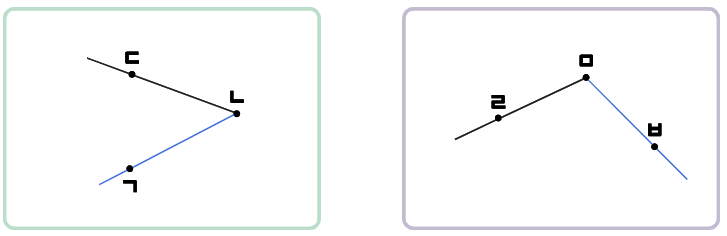 ㄷ
ㄴ
ㄱ
ㅁ
ㄹ
ㅂ